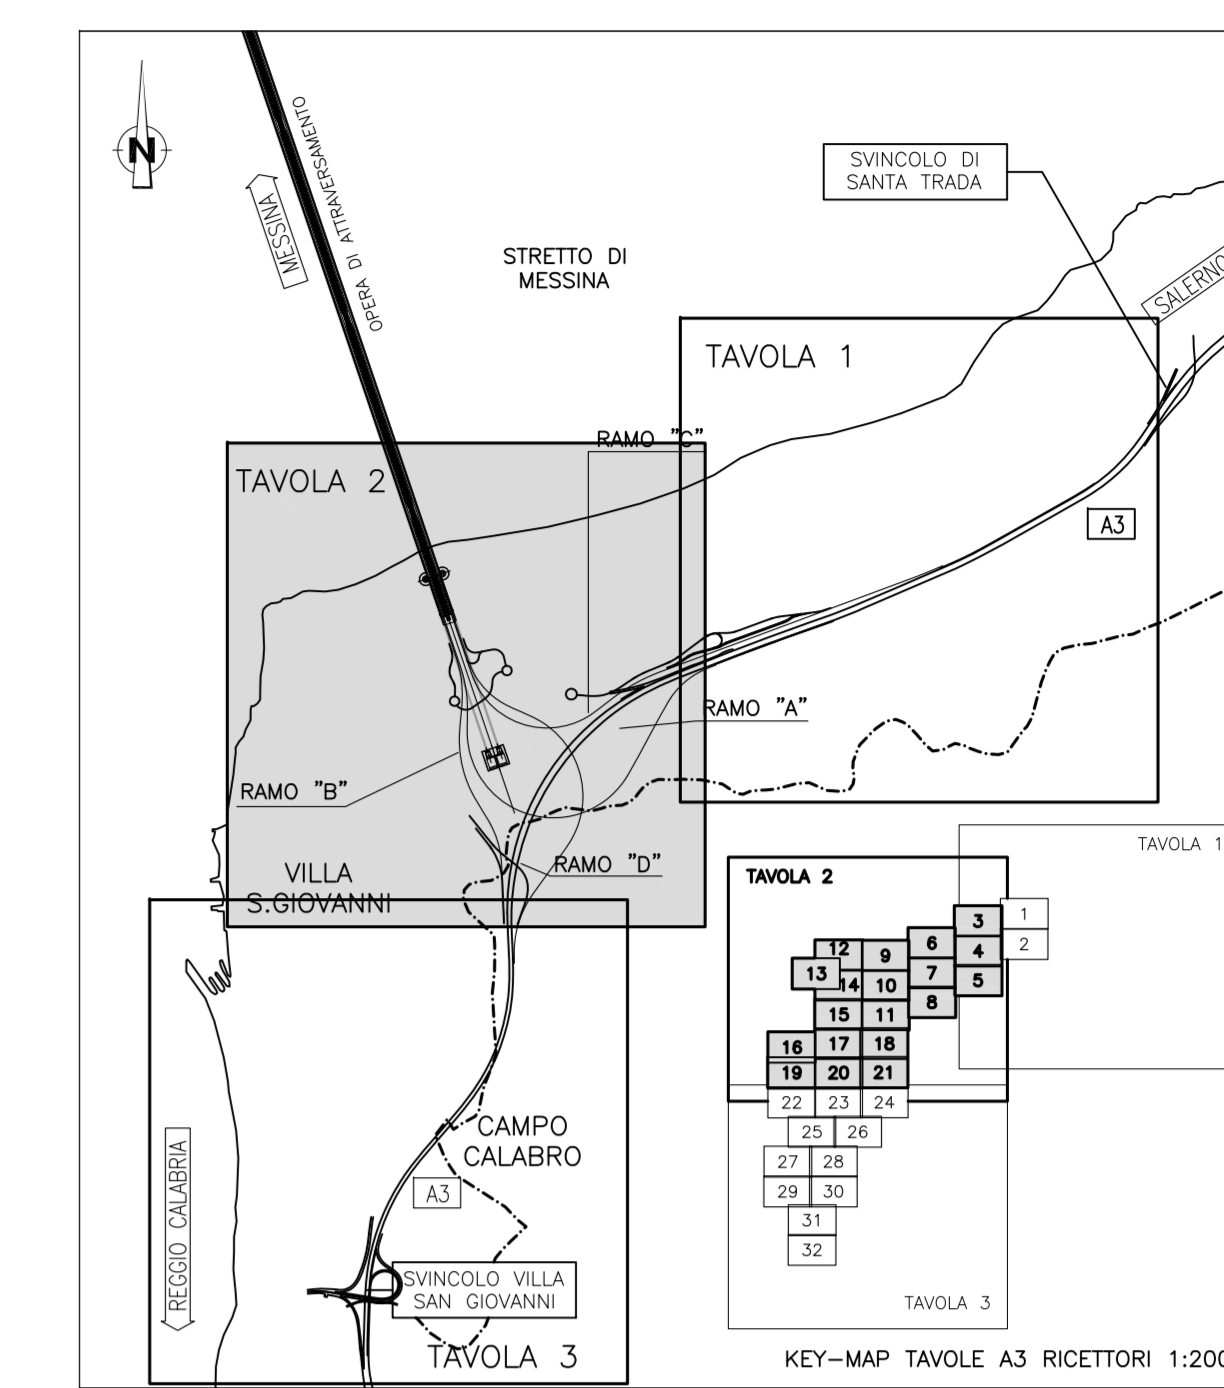 N
MESSINA
OPERA DI ATTRAVERSAMENTO
STRETTO DI
MESSINA
SVINCOLO DI
SANTA TRADA
SALERNO
TAVOLA 1
RAMO "C"
TAVOLA 2
A3
RAMO "A"
RAMO "B"
RAMO "D"
VILLA
S.GIOVANNI
CAMPO
CALABRO
A3
REGGIO CALABRIA
SVINCOLO VILLA
SAN GIOVANNI
TAVOLA 3
TAVOLA 1
TAVOLA 2
3 1
6 4 2
12 9
13 7 5
14 10
8
15 11
16 17 18
19 20 21
22 23 24
25 26
27 28
29 30
31
32
TAVOLA 3
KEY-MAP TAVOLE A3 RICETTORI 1:200